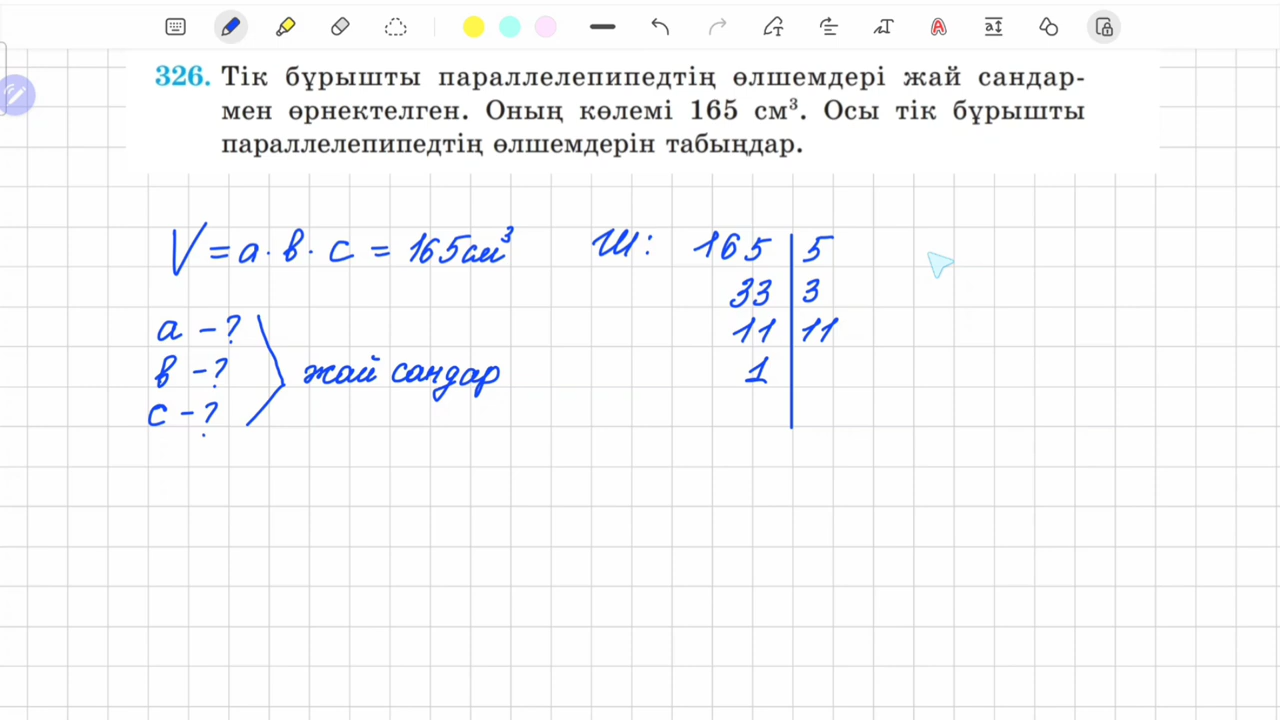 326. Тік бұрышты параллелепипедтің өлшемдері жай сандар-
мен өрнектелген. Оның көлемі 165 см³. Осы тік бұрышты
параллелепипедтің өлшемдерін табыңдар.
V = a · в · c = 165 см³
a - ?
в - ?
c - ?
жай сандар
Ш: 165 | 5
33 | 3
11 | 11
1